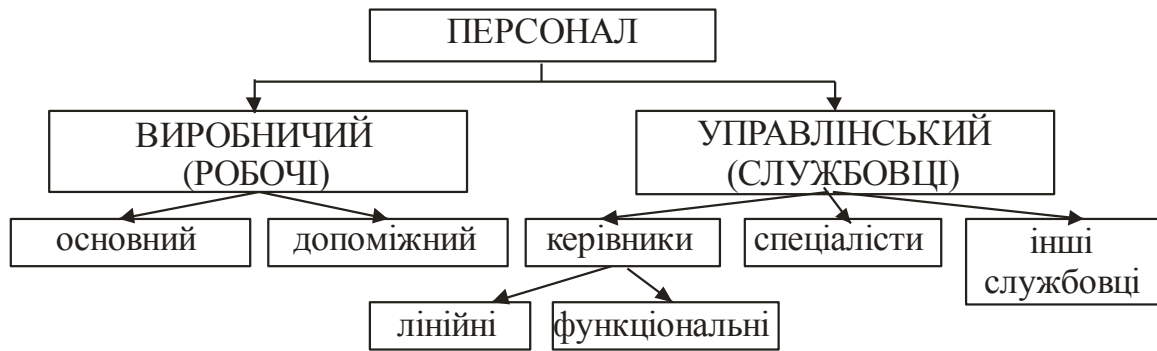 ПЕРСОНАЛ
ВИРОБНИЧИЙ
(РОБОЧІ)
УПРАВЛІНСЬКИЙ
(СЛУЖБОВЦІ)
основний
допоміжний
керівники
спеціалісти
інші
службовці
лінійні
функціональні